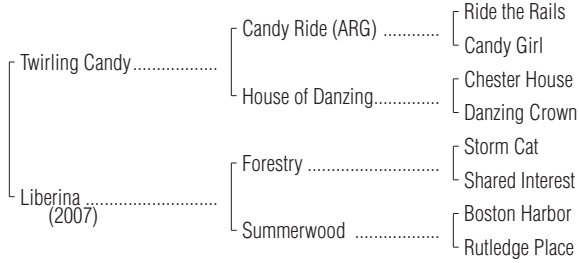 Ride the Rails
Candy Ride (ARG) ............
Candy Girl
Twirling Candy..................
Chester House
House of Danzing..............
Danzing Crown
Storm Cat
Forestry ............................
Shared Interest
Liberina ............................
(2007)
Boston Harbor
Summerwood ..................
Rutledge Place